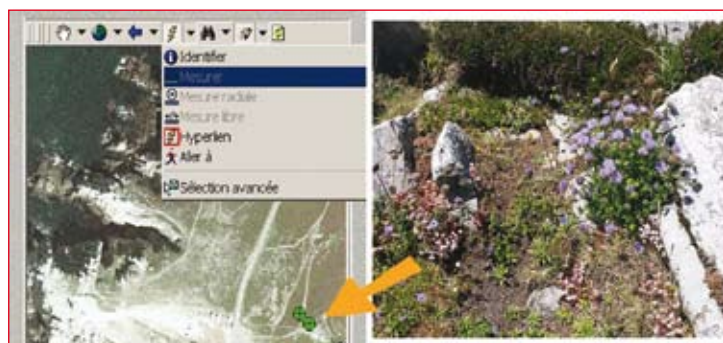 Identifier
Mesurer
Mesure radiale
Mesure libre
Hyperlien
Aller à
Sélection avancée